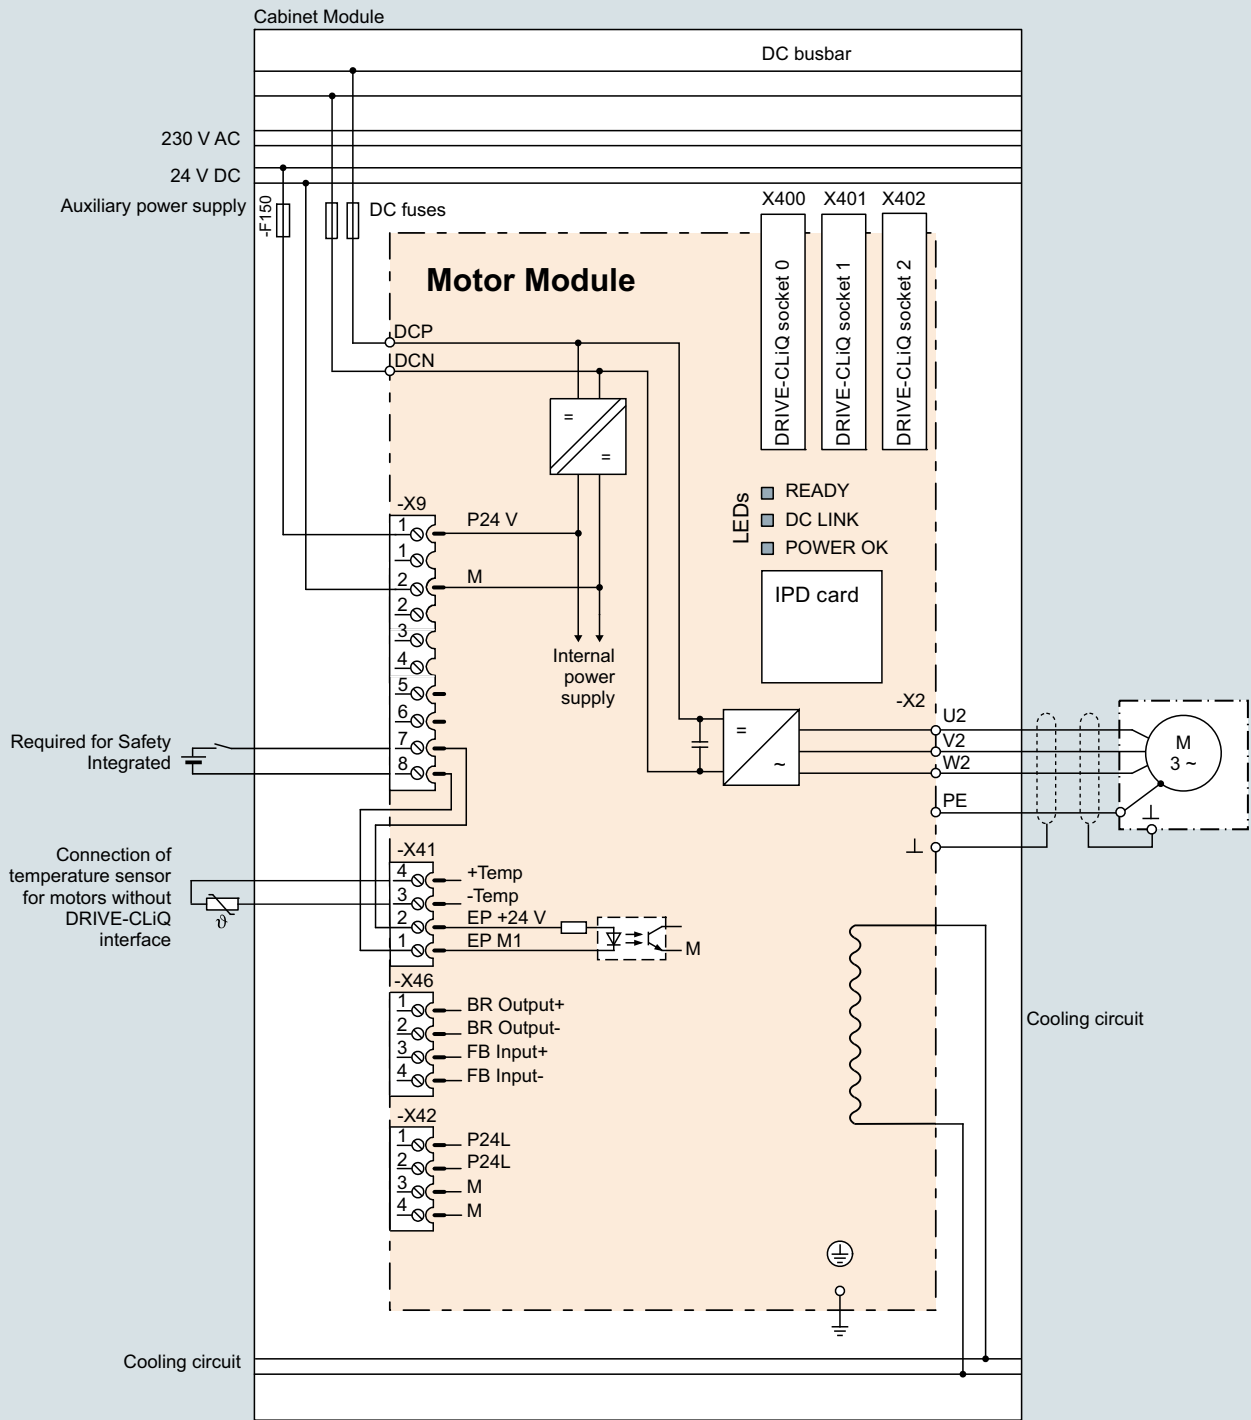 Cabinet Module
DC busbar
230 V AC
24 V DC
Auxiliary power supply
-F150
DC fuses
X400
X401
X402
DRIVE-CLiQ socket 0
DRIVE-CLiQ socket 1
DRIVE-CLiQ socket 2
Motor Module
DCP
DCN
=
=
LEDs
READY
DC LINK
POWER OK
IPD card
-X9
1
P24 V
1
2
M
2
3
4
5
6
7
8
Internal
power
supply
Required for Safety
Integrated
-X2
U2
V2
W2
PE
=
~
M
3 ~
Connection of
temperature sensor
for motors without
DRIVE-CLiQ
interface
ϑ
-X41
4
+Temp
3
-Temp
2
EP +24 V
1
EP M1
M
-X46
1
BR Output+
2
BR Output-
3
FB Input+
4
FB Input-
Cooling circuit
-X42
1
P24L
2
P24L
3
M
4
M
Cooling circuit